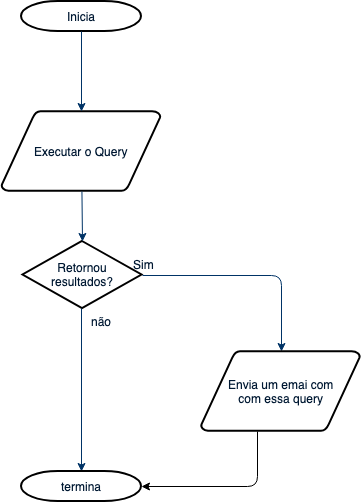 Inicia
Executar o Query
Retornou
resultados?
Sim
não
Envia um emai com
com essa query
termina